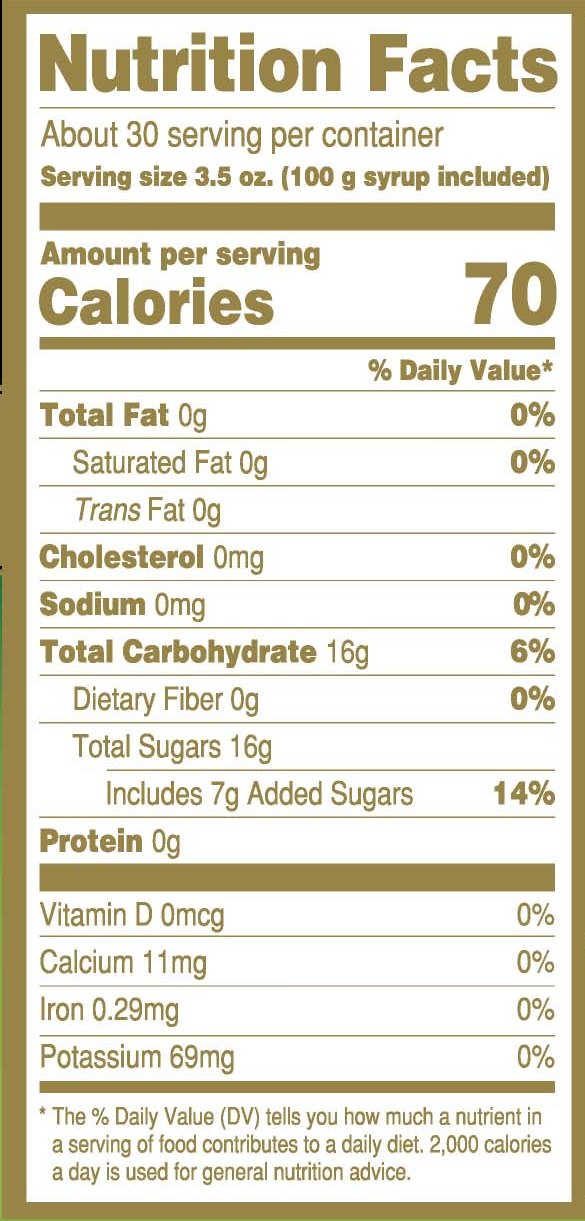 Nutrition Facts
About 30 serving per container
Serving size 3.5 oz. (100 g syrup included)
Amount per serving
Calories 70
% Daily Value*
Total Fat 0g 0%
Saturated Fat 0g 0%
Trans Fat 0g
Cholesterol 0mg 0%
Sodium 0mg 0%
Total Carbohydrate 16g 6%
Dietary Fiber 0g 0%
Total Sugars 16g
Includes 7g Added Sugars 14%
Protein 0g
Vitamin D 0mcg 0%
Calcium 11mg 0%
Iron 0.29mg 0%
Potassium 69mg 0%
* The % Daily Value (DV) tells you how much a nutrient in
a serving of food contributes to a daily diet. 2,000 calories
a day is used for general nutrition advice.